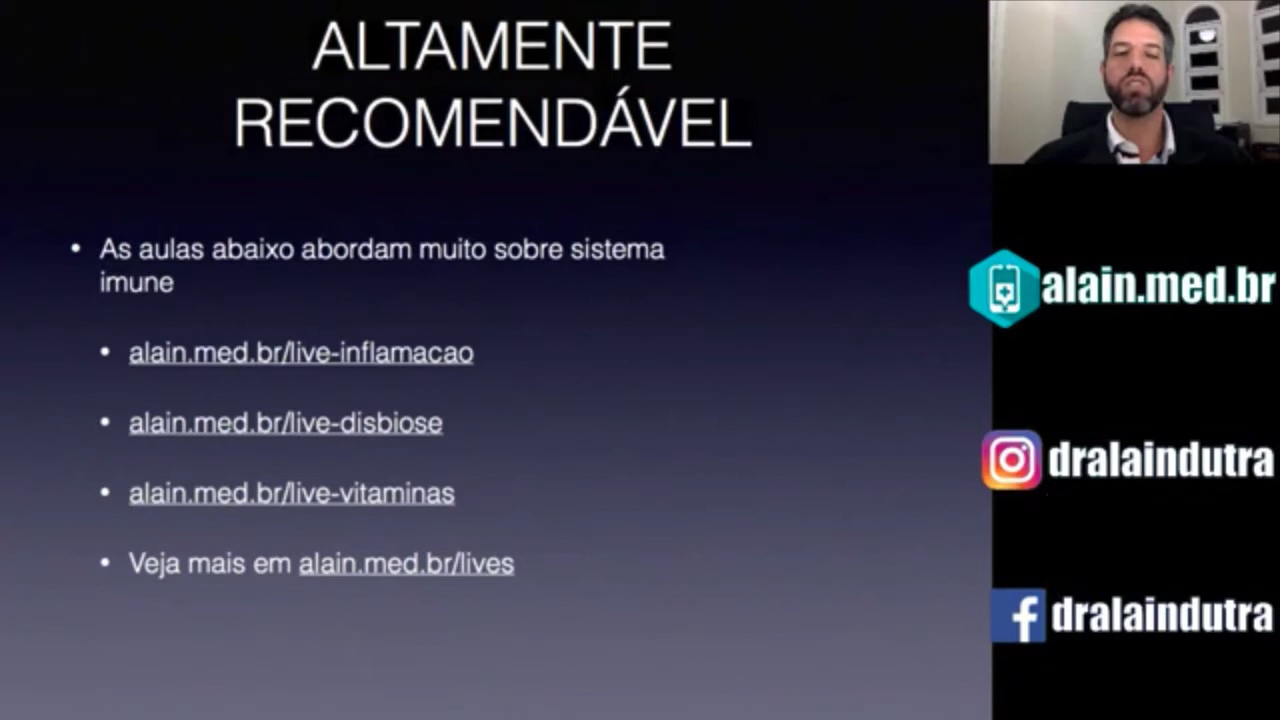 ALTAMENTE
RECOMENDÁVEL
• As aulas abaixo abordam muito sobre sistema
imune
• alain.med.br/live-inflamacao
• alain.med.br/live-disbiose
• alain.med.br/live-vitaminas
• Veja mais em alain.med.br/lives
alain.med.br
dralaindutra
dralaindutra